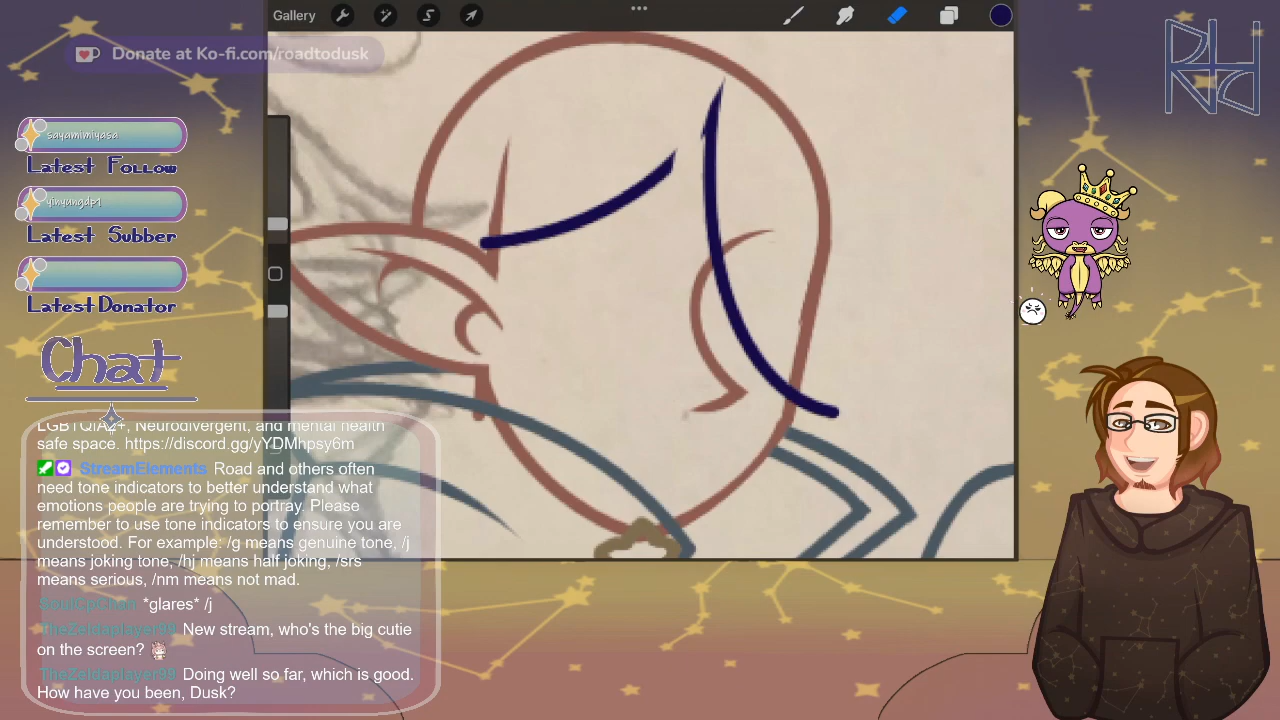 Gallery
Donate at Ko-fi.com/roadtodusk
sayamimiyasa
Latest Follow
yinyangdp1
Latest Subber
Latest Donator
Chat
LGBTQIA2+, Neurodivergent, and mental health
safe space. https://discord.gg/yYDMhpsy6m
StreamElements Road and others often
need tone indicators to better understand what
emotions people are trying to portray. Please
remember to use tone indicators to ensure you are
understood. For example: /g means genuine tone, /j
means joking tone, /hj means half joking, /srs
means serious, /nm means not mad.
*glares* /j
TheZeldaplayer99 New stream, who's the big cutie
on the screen?
TheZeldaplayer99 Doing well so far, which is good.
How have you been, Dusk?